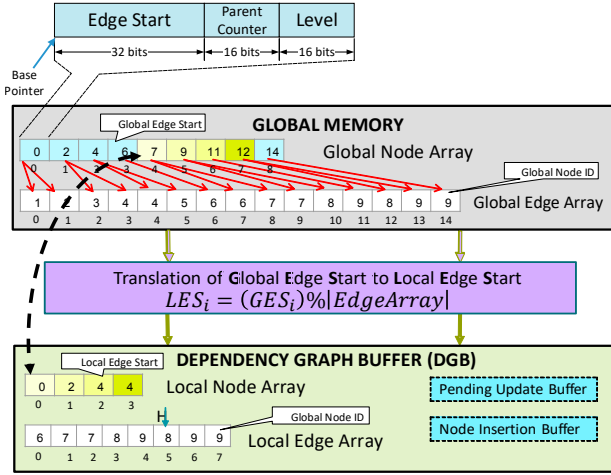 Edge Start
Parent Counter
Level
32 bits
16 bits
16 bits
Base Pointer
GLOBAL MEMORY
Global Edge Start
0 2 4 6 7 9 11 12 14
Global Node Array
0 1 2 3 4 5 6 7 8
Global Node ID
1 2 3 4 4 5 6 6 7 7 8 9 8 9 9
Global Edge Array
0 1 2 3 4 5 6 7 8 9 10 9 8 13 14
Translation of Global Edge Start to Local Edge Start
LES_i = (GES_i)%|EdgeArray|
DEPENDENCY GRAPH BUFFER (DGB)
Local Edge Start
0 2 4 4
Local Node Array
0 1 2 3
Pending Update Buffer
Global Node ID
H
6 7 7 8 9 8 9 9
Local Edge Array
0 1 2 3 4 5 6 7
Node Insertion Buffer